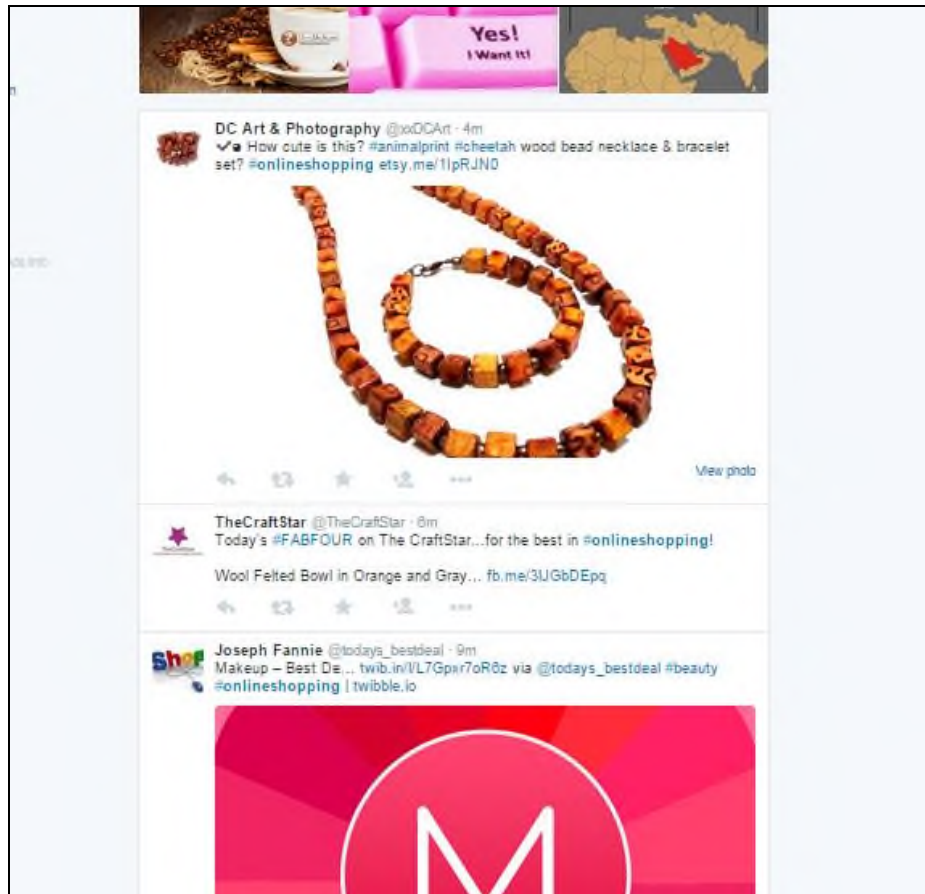 Yes!
I Want It!
DC Art & Photography @xxDCArt · 4m
How cute is this? #animalprint #cheetah wood bead necklace & bracelet
set? #onlineshopping etsy.me/1IpRJN0
View photo
TheCraftStar @TheCraftStar · 6m
Today's #FABFOUR on The CraftStar...for the best in #onlineshopping!
Wool Felted Bowl in Orange and Gray... fb.me/3IJGbDEpq
Shop
Joseph Fannie @todays_bestdeal · 9m
Makeup – Best De... twib.in/l/L7Gpxr7oR6z via @todays_bestdeal #beauty
#onlineshopping | twibble.io
M